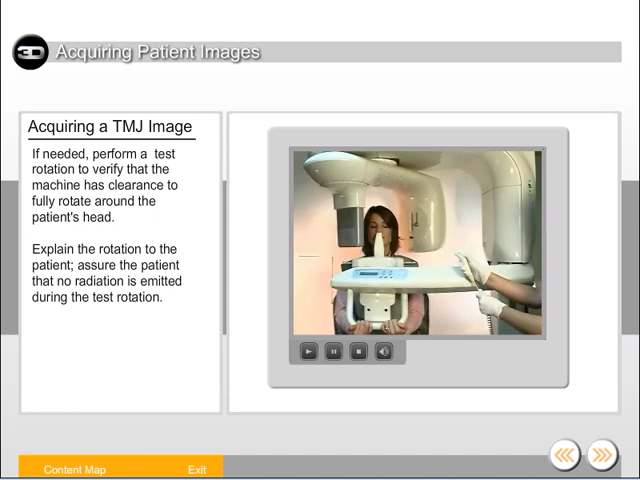 3D
Acquiring Patient Images
Acquiring a TMJ Image
If needed, perform a test
rotation to verify that the
machine has clearance to
fully rotate around the
patient's head.
Explain the rotation to the
patient; assure the patient
that no radiation is emitted
during the test rotation.
Content Map
Exit